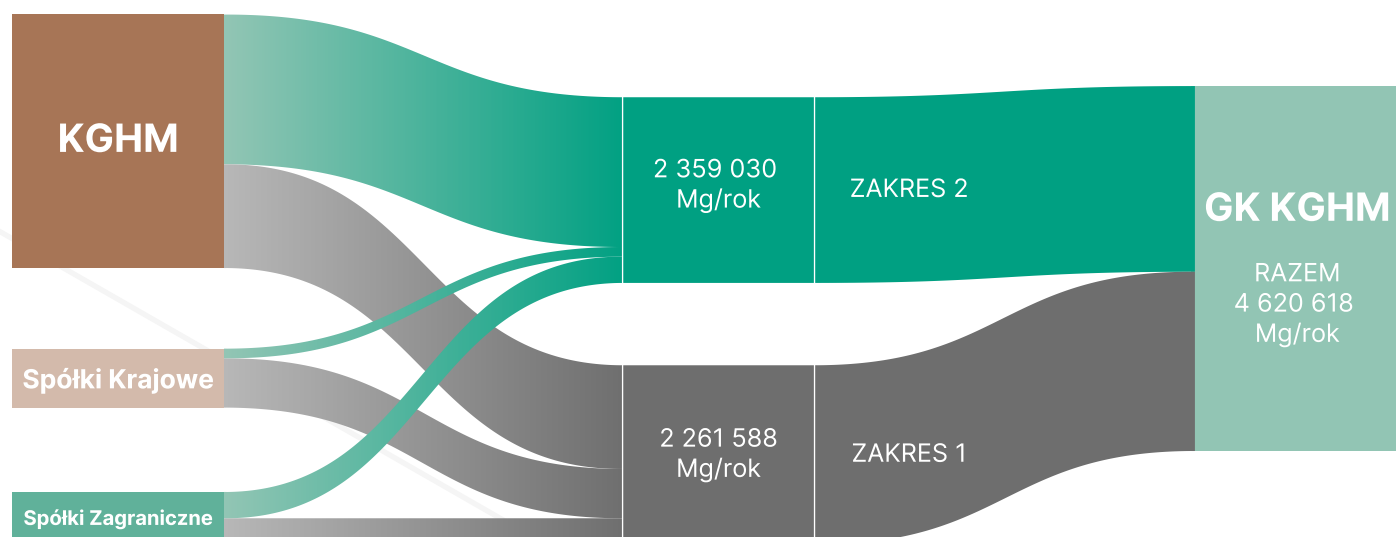 KGHM
2 359 030
Mg/rok
ZAKRES 2
GK KGHM
RAZEM
4 620 618
Mg/rok
Spółki Krajowe
2 261 588
Mg/rok
ZAKRES 1
Spółki Zagraniczne